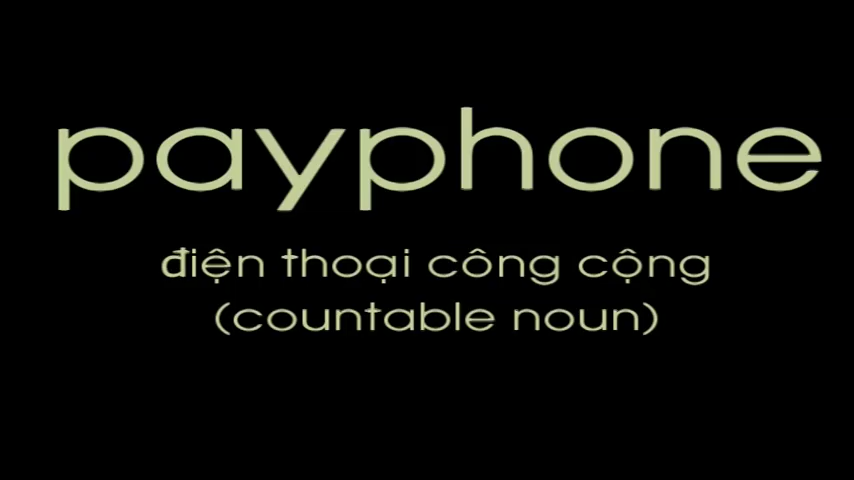 payphone
điện thoại công cộng
(countable noun)